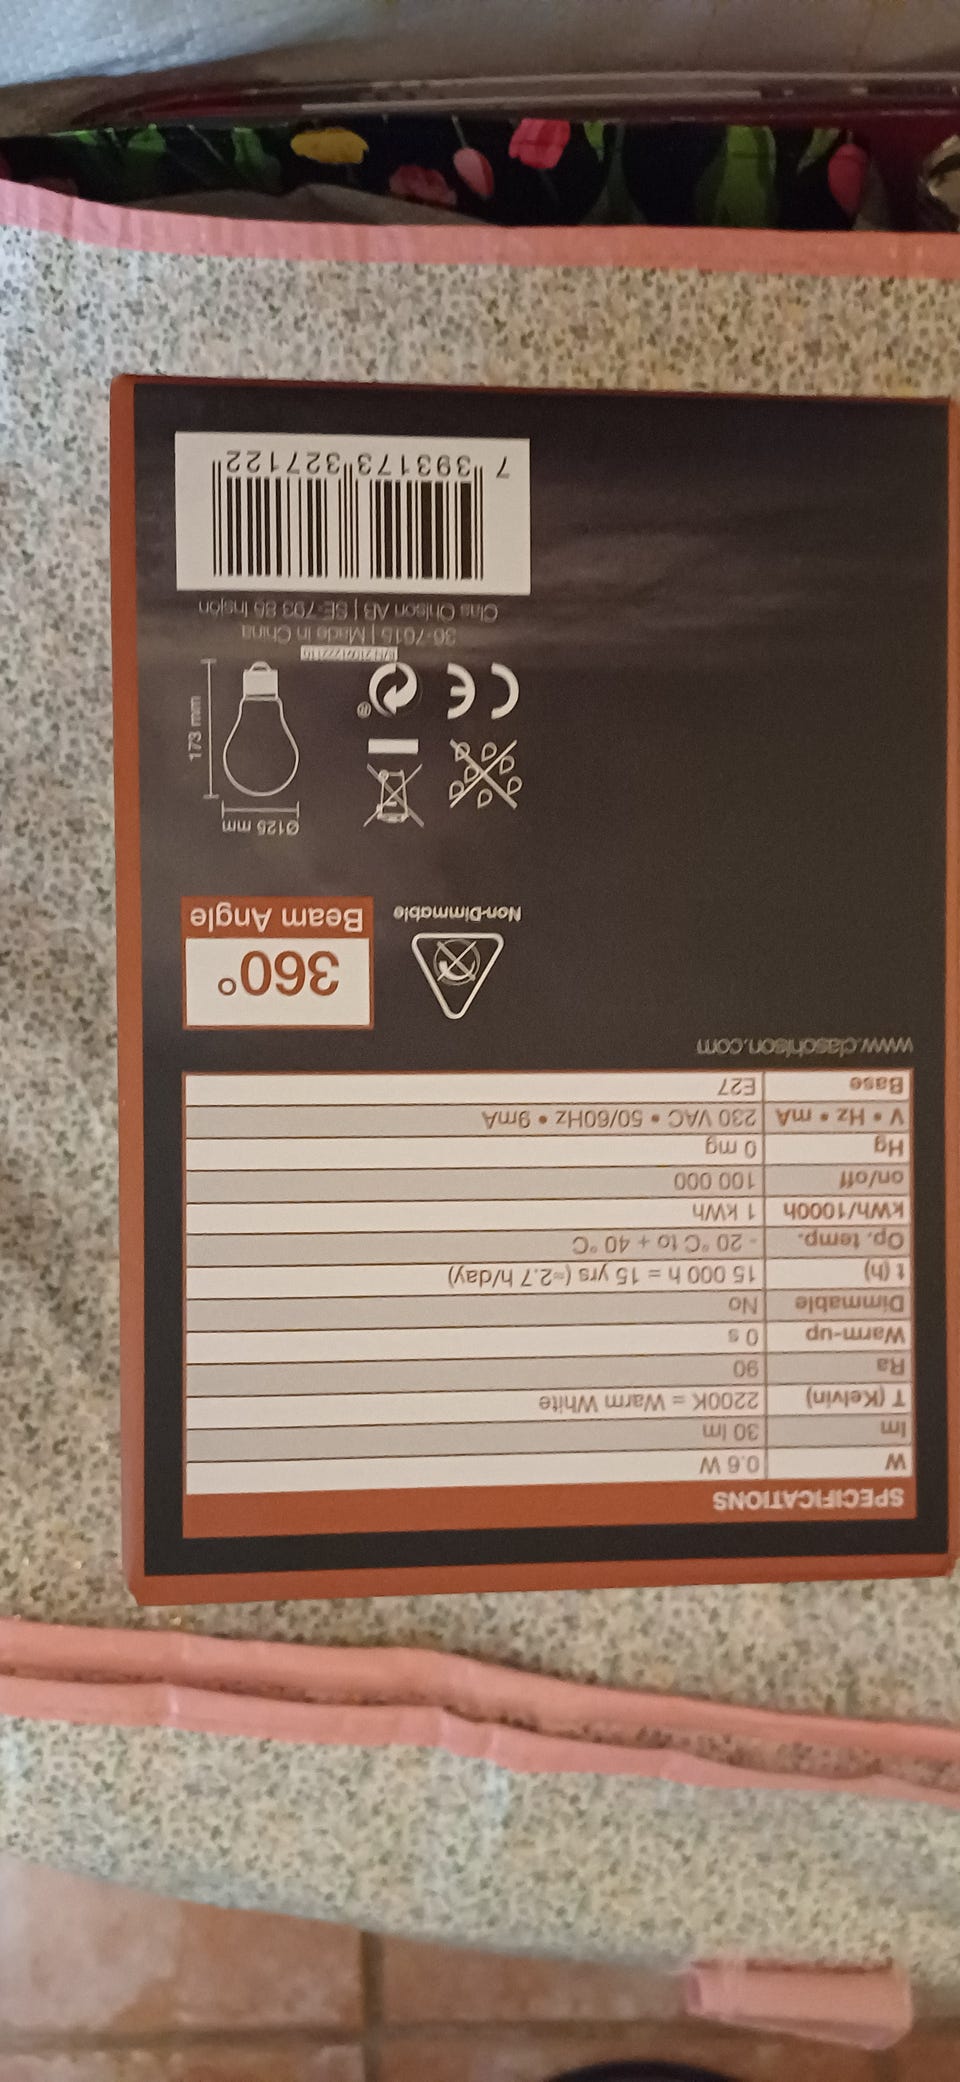 SPECIFICATIONS
W 0.6 W
lm 30 lm
T (Kelvin) 2200K = Warm White
Ra 90
Warm-up 0 s
Dimmable No
t (h) 15 000 h = 15 yrs (≈2.7 h/day)
Op. temp. - 20 °C to + 40 °C
kWh/1000h 1 kWh
on/off 100 000
Hg 0 mg
V • Hz • mA 230 VAC • 50/60Hz • 9mA
Base E27
www.clasohlson.com
Non-Dimmable
360°
Beam Angle
Ø125 mm
173 mm
CE
®
36-7615 | Made in China
Clas Ohlson AB | SE-793 85 Insjön
7 393173 327122